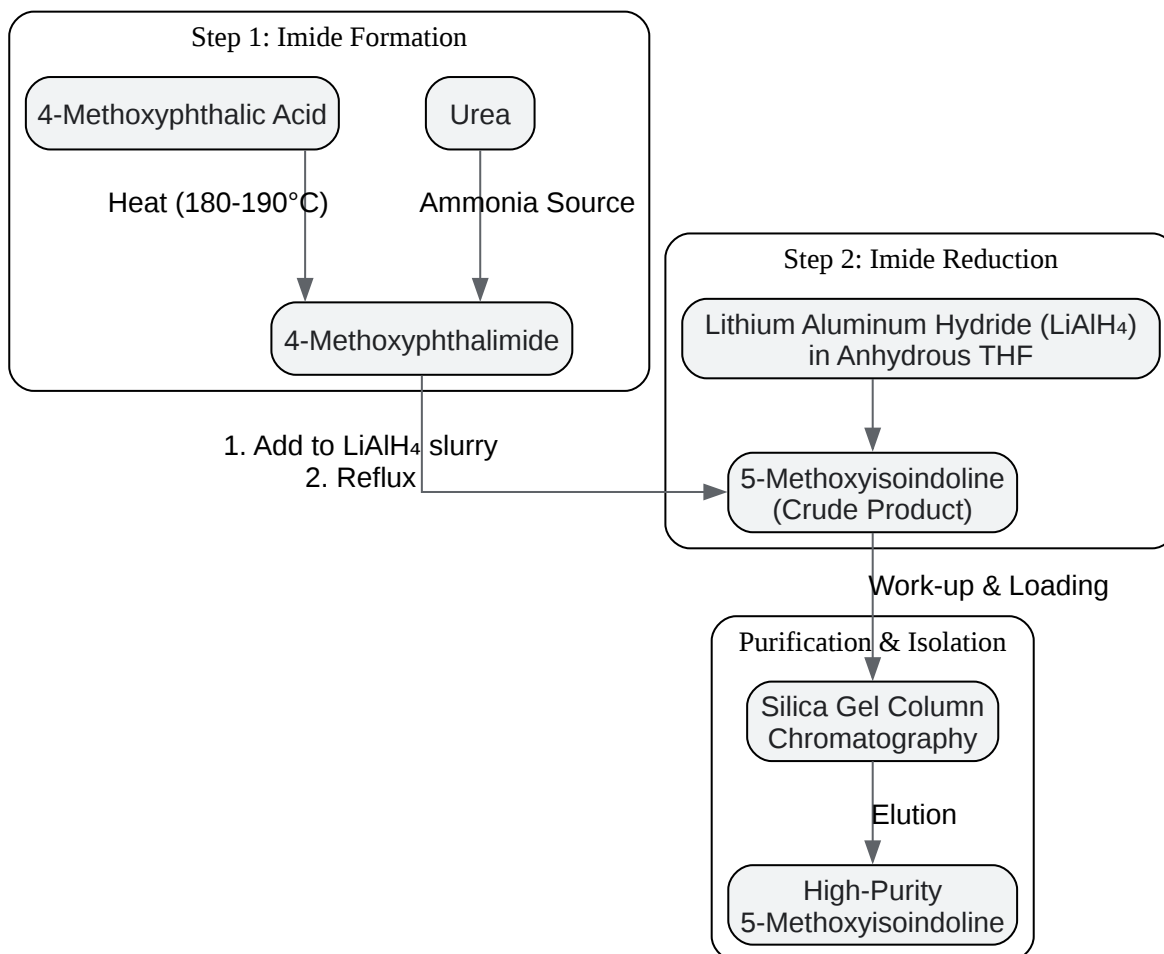 Step 1: Imide Formation
4-Methoxyphthalic Acid
Urea
Heat (180-190°C)
Ammonia Source
4-Methoxyphthalimide
Step 2: Imide Reduction
Lithium Aluminum Hydride (LiAlH₄)
in Anhydrous THF
1. Add to LiAlH₄ slurry
2. Reflux
5-Methoxyisoindoline
(Crude Product)
Work-up & Loading
Purification & Isolation
Silica Gel Column
Chromatography
Elution
High-Purity
5-Methoxyisoindoline